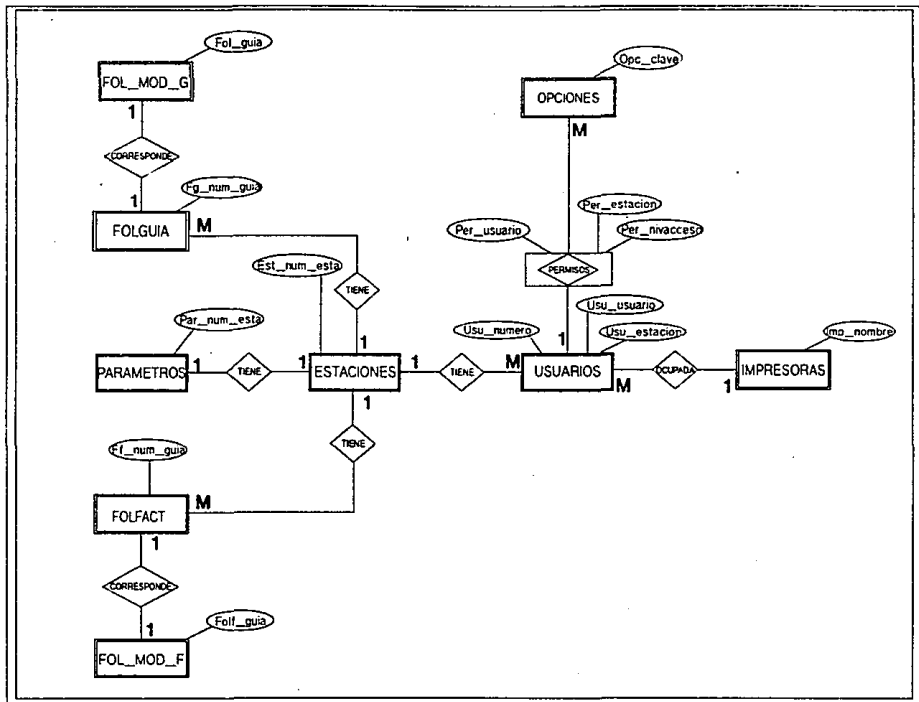 Fol_guia
FOL_MOD_G
1
CORRESPONDE
1
Fg_num_guia
FOLGUIA
M
TIENE
Opc_clave
OPCIONES
M
Per_usuario
Per_estacion
Per_nivacceso
PERMISOS
1
Est_num_esta
1
Usu_usuario
Usu_numero
Usu_estacion
Par_num_esta
Imp_nombre
PARAMETROS
1
TIENE
1
ESTACIONES
1
TIENE
M
USUARIOS
M
OCUPADA
1
IMPRESORAS
1
TIENE
Ff_num_guia
FOLFACT
M
1
CORRESPONDE
1
Folf_guia
FOL_MOD_F